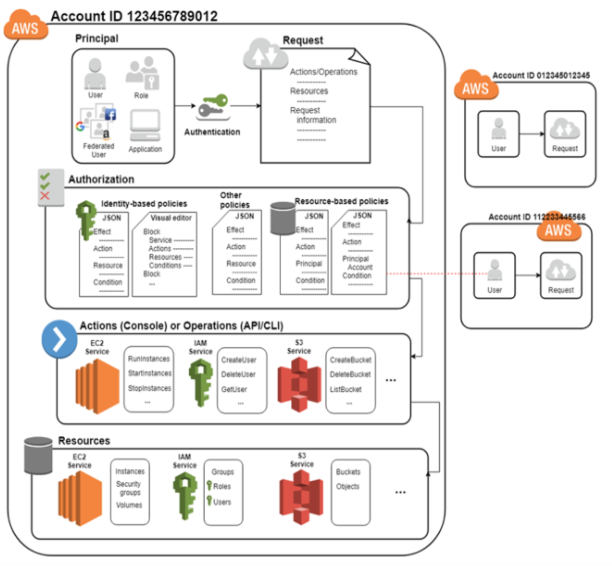 AWS
Account ID 123456789012
Principal
User
Role
G
f
a
Federated
User
Application
Authentication
Request
Actions/Operations
.............
Resources
.............
Request
information
.............
.............
AWS
Account ID 012345012345
User
Request
Authorization
Identity-based policies
JSON
Effect
.............
Action
.............
Resource
.............
Condition
.............
Visual editor
Block
Service --------
Actions --------
Resources ----
Conditions ----
Block
...
Other
policies
JSON
Effect
.............
Action
.............
Resource
.............
Condition
.............
Resource-based policies
JSON
Effect
.............
Action
.............
Principal
.............
Condition
.............
JSON
Effect
.............
Action
.............
Principal
Account
Condition
.............
Account ID 112233445566
AWS
User
Request
Actions (Console) or Operations (API/CLI)
EC2
Service
RunInstances
StartInstances
StopInstances
...
IAM
Service
CreateUser
DeleteUser
GetUser
...
S3
Service
CreateBucket
DeleteBucket
ListBucket
...
...
Resources
EC2
Service
Instances
Security
groups
Volumes
IAM
Service
Groups
Roles
Users
S3
Service
Buckets
Objects
...